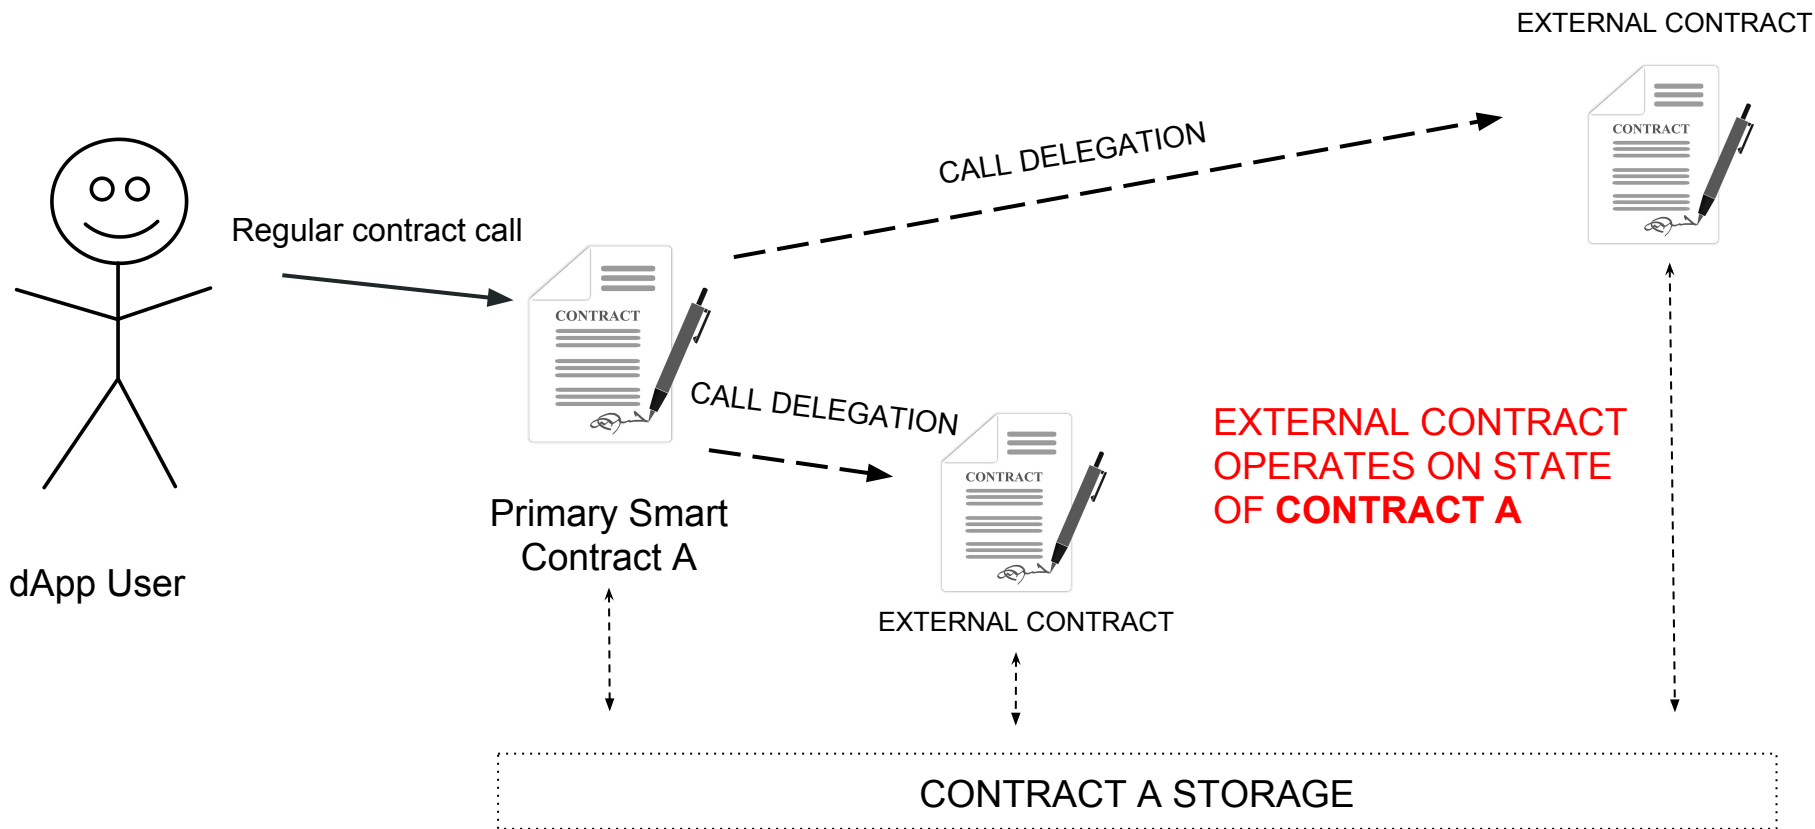 EXTERNAL CONTRACT
CONTRACT
CALL DELEGATION
Regular contract call
CONTRACT
CALL DELEGATION
EXTERNAL CONTRACT
OPERATES ON STATE
OF CONTRACT A
CONTRACT
Primary Smart
Contract A
dApp User
EXTERNAL CONTRACT
CONTRACT A STORAGE